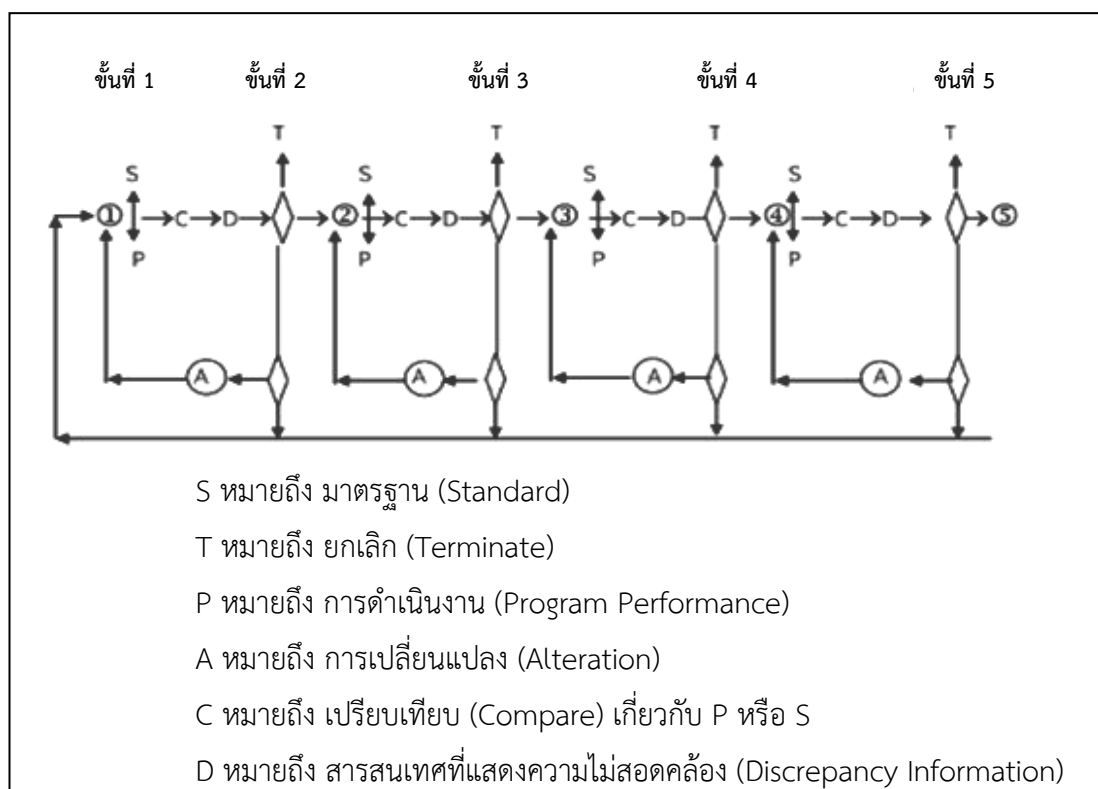 ขั้นที่ 1 ขั้นที่ 2 ขั้นที่ 3 ขั้นที่ 4 ขั้นที่ 5
T T T T
S S S S
① C D ② C D ③ C D ④ C D ⑤
P P P P
A A A A
S หมายถึง มาตรฐาน (Standard)
T หมายถึง ยกเลิก (Terminate)
P หมายถึง การดำเนินงาน (Program Performance)
A หมายถึง การเปลี่ยนแปลง (Alteration)
C หมายถึง เปรียบเทียบ (Compare) เกี่ยวกับ P หรือ S
D หมายถึง สารสนเทศที่แสดงความไม่สอดคล้อง (Discrepancy Information)